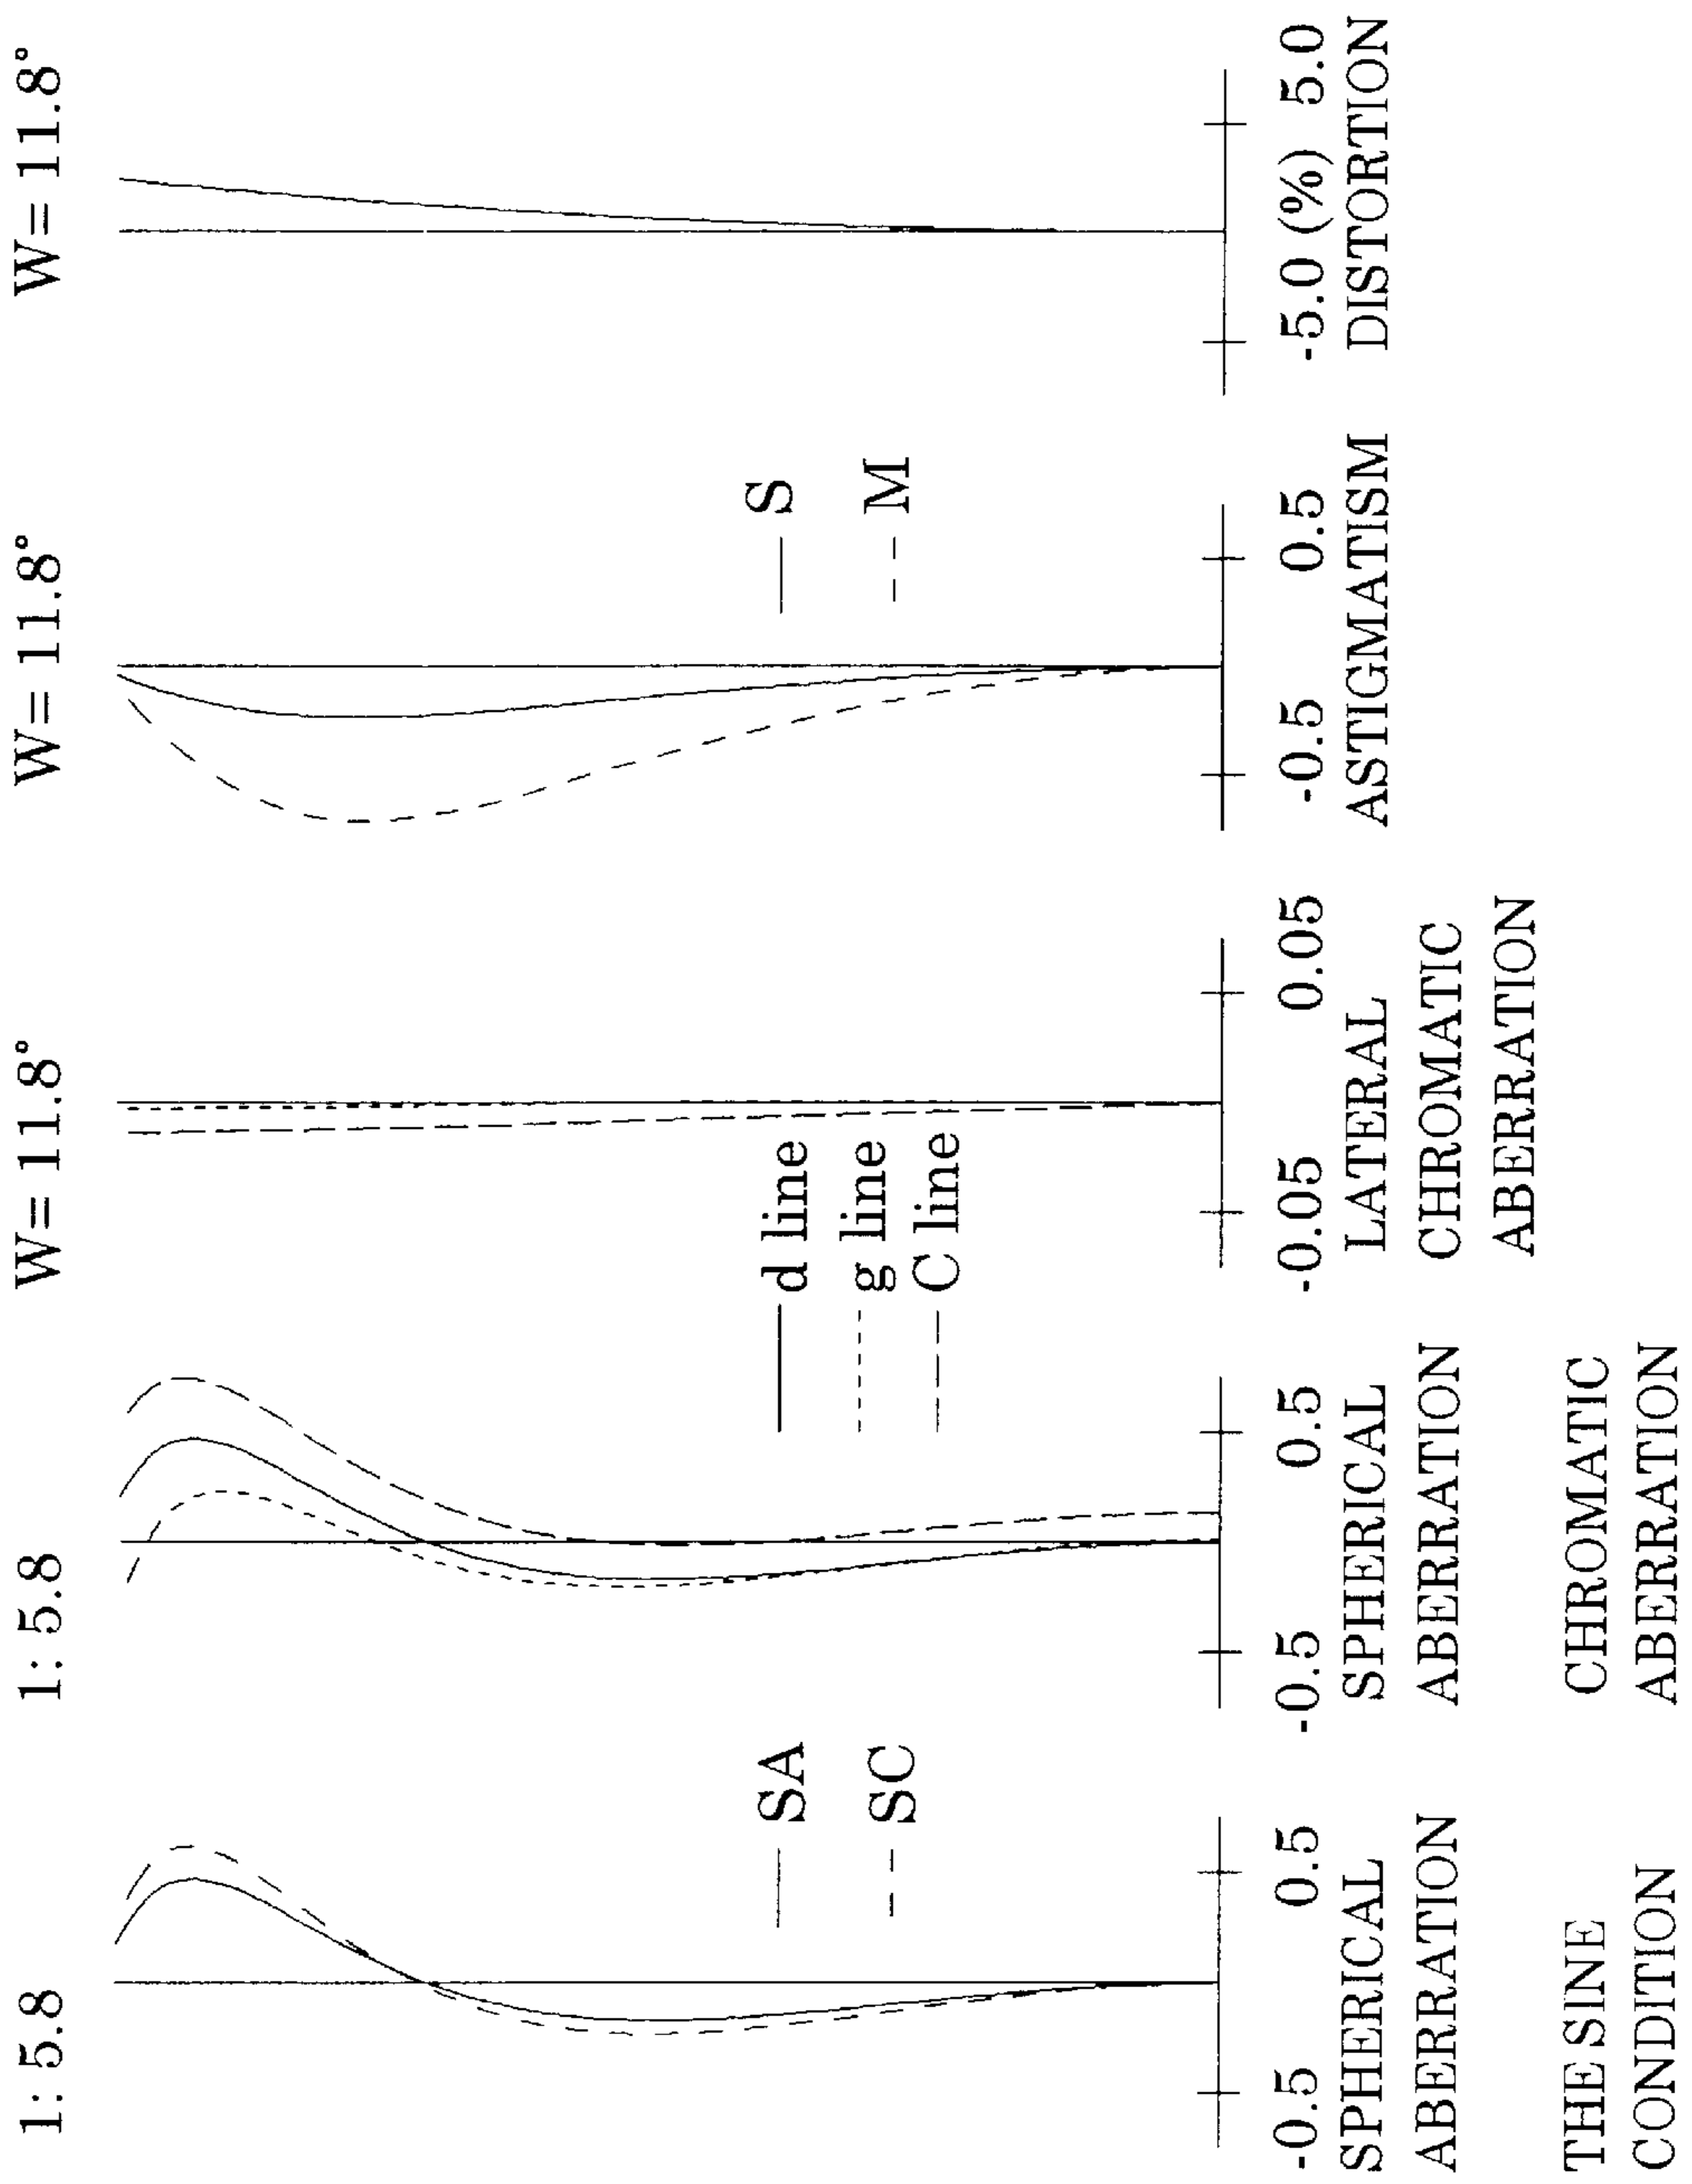 1: 5.8
SA
SC
-0.5 0.5
SPHERICAL
ABERRATION
THE SINE
CONDITION
1: 5.8
d line
g line
C line
-0.5 0.5
SPHERICAL
ABERRATION
CHROMATIC
ABERRATION
W= 11.8°
-0.05 0.05
LATERAL
CHROMATIC
ABERRATION
W= 11.8°
S
M
-0.5 0.5
ASTIGMATISM
W= 11.8°
-5.0 (%) 5.0
DISTORTION